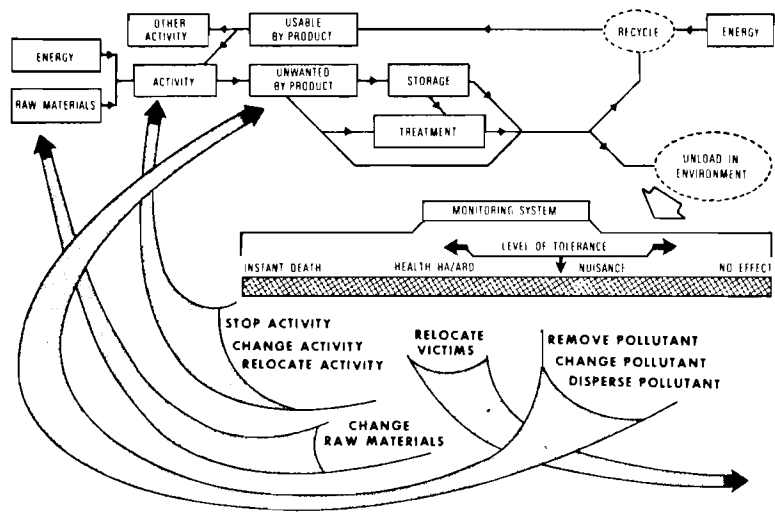 OTHER
ACTIVITY
USABLE
BY PRODUCT
RECYCLE
ENERGY
ENERGY
RAW MATERIALS
ACTIVITY
UNWANTED
BY PRODUCT
STORAGE
TREATMENT
UNLOAD IN
ENVIRONMENT
MONITORING SYSTEM
LEVEL OF TOLERANCE
INSTANT DEATH
HEALTH HAZARD
NUISANCE
NO EFFECT
STOP ACTIVITY
CHANGE ACTIVITY
RELOCATE ACTIVITY
RELOCATE
VICTIMS
REMOVE POLLUTANT
CHANGE POLLUTANT
DISPERSE POLLUTANT
CHANGE
RAW MATERIALS